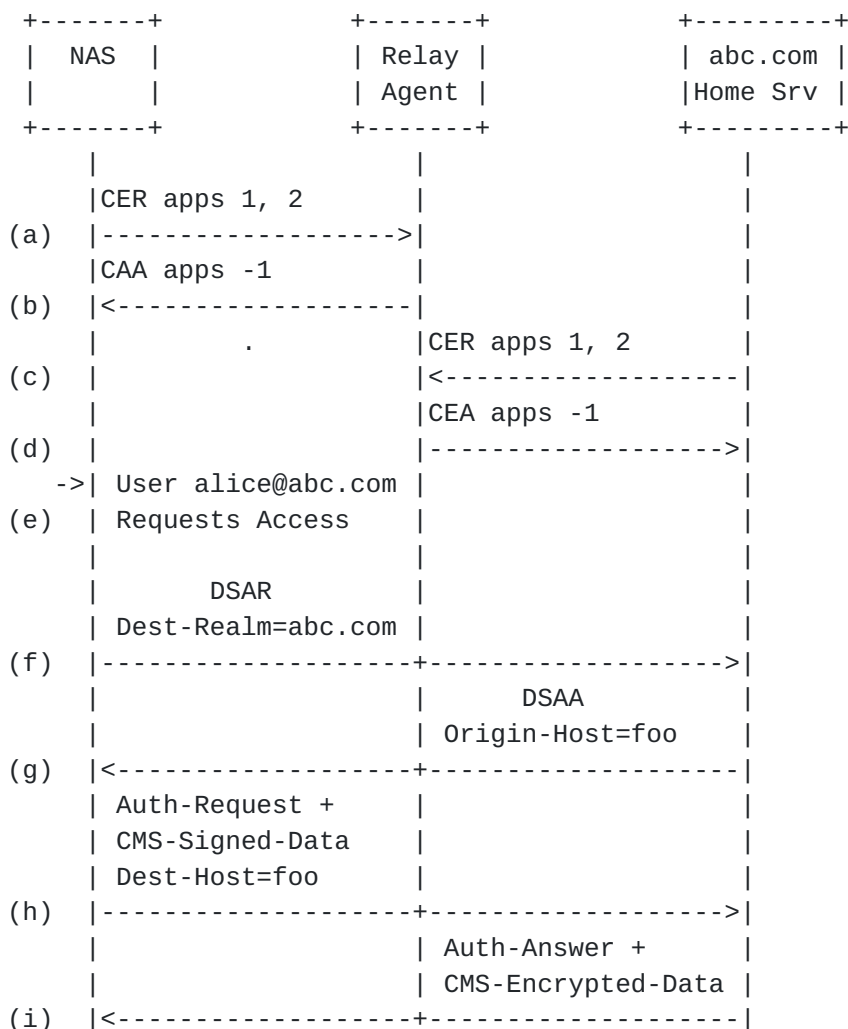 +-------+             +-------+             +---------+
|  NAS  |             | Relay |             | abc.com |
|       |             | Agent |             |Home Srv |
+-------+             +-------+             +---------+
    |                     |                      |
    |CER apps 1, 2        |                      |
(a) |-------------------->|                      |
    |CAA apps -1          |                      |
(b) |<--------------------|                      |
    |         .           |CER apps 1, 2         |
(c) |                     |<---------------------|
    |                     |CEA apps -1           |
(d) |                     |--------------------->|
  ->| User alice@abc.com  |                      |
(e) | Requests Access     |                      |
    |                     |                      |
    |       DSAR          |                      |
    | Dest-Realm=abc.com  |                      |
(f) |---------------------+--------------------->|
    |                     |      DSAA            |
    |                     | Origin-Host=foo      |
(g) |<--------------------+----------------------|
    | Auth-Request +      |                      |
    | CMS-Signed-Data     |                      |
    | Dest-Host=foo       |                      |
(h) |---------------------+--------------------->|
    |                     | Auth-Answer +        |
    |                     | CMS-Encrypted-Data   |
(i) |<--------------------+----------------------|